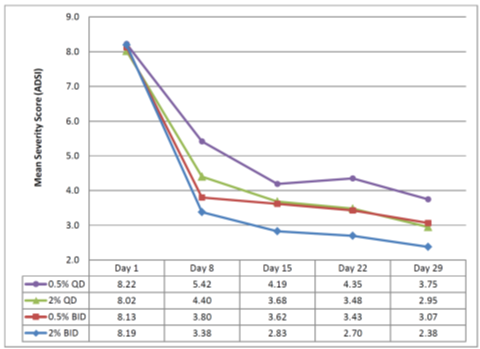 9.0
8.0
7.0
6.0
5.0
4.0
3.0
2.0
Mean Severity Score (ADSI)
Day 1 Day 8 Day 15 Day 22 Day 29
0.5% QD 8.22 5.42 4.19 4.35 3.75
2% QD 8.02 4.40 3.68 3.48 2.95
0.5% BID 8.13 3.80 3.62 3.43 3.07
2% BID 8.19 3.38 2.83 2.70 2.38